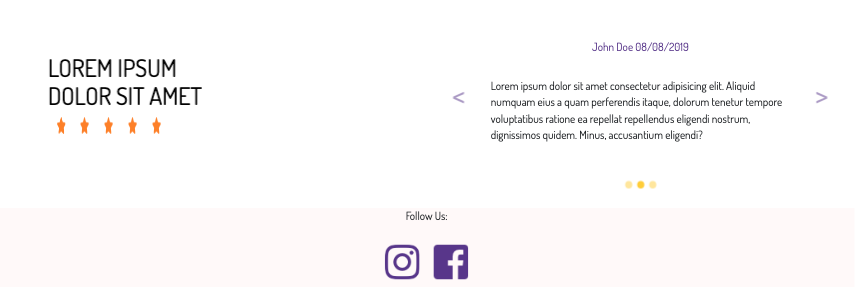 LOREM IPSUM
DOLOR SIT AMET
John Doe 08/08/2019
<
Lorem ipsum dolor sit amet consectetur adipisicing elit. Aliquid
numquam eius a quam perferendis itaque, dolorum tenetur tempore
voluptatibus ratione ea repellat repellendus eligendi nostrum,
dignissimos quidem. Minus, accusantium eligendi?
>
Follow Us: